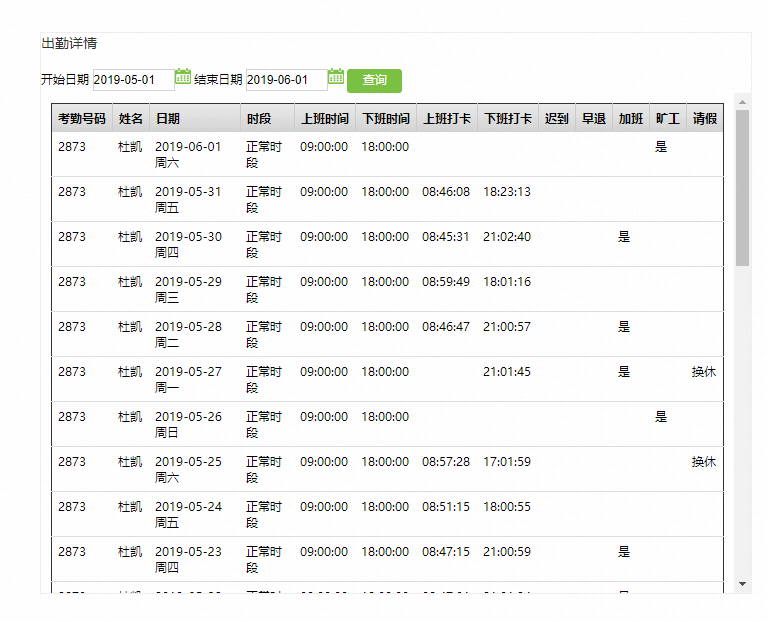 出勤详情
开始日期 2019-05-01 结束日期 2019-06-01 查询
考勤号码 姓名 日期 时段 上班时间 下班时间 上班打卡 下班打卡 迟到 早退 加班 旷工 请假
2873 杜凯 2019-06-01 正常时 09:00:00 18:00:00 是
周六 段
2873 杜凯 2019-05-31 正常时 09:00:00 18:00:00 08:46:08 18:23:13
周五 段
2873 杜凯 2019-05-30 正常时 09:00:00 18:00:00 08:45:31 21:02:40 是
周四 段
2873 杜凯 2019-05-29 正常时 09:00:00 18:00:00 08:59:49 18:01:16
周三 段
2873 杜凯 2019-05-28 正常时 09:00:00 18:00:00 08:46:47 21:00:57 是
周二 段
2873 杜凯 2019-05-27 正常时 09:00:00 18:00:00 21:01:45 是 换休
周一 段
2873 杜凯 2019-05-26 正常时 09:00:00 18:00:00 是
周日 段
2873 杜凯 2019-05-25 正常时 09:00:00 18:00:00 08:57:28 17:01:59 换休
周六 段
2873 杜凯 2019-05-24 正常时 09:00:00 18:00:00 08:51:15 18:00:55
周五 段
2873 杜凯 2019-05-23 正常时 09:00:00 18:00:00 08:47:15 21:00:59 是
周四 段